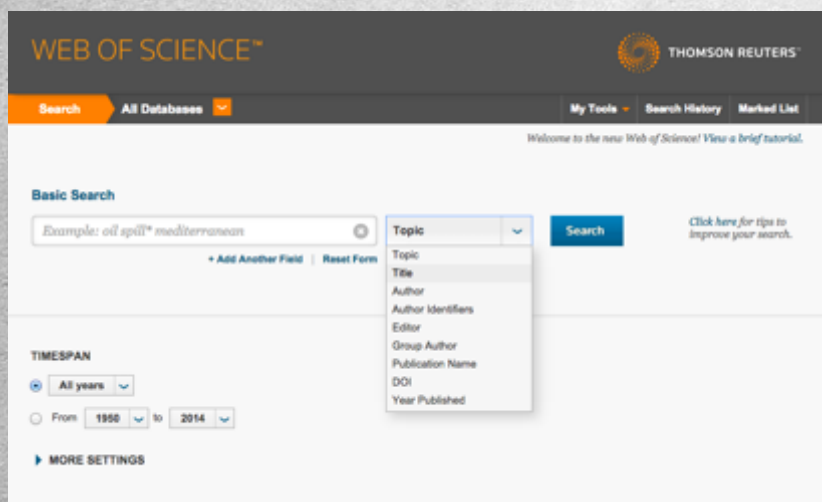 WEB OF SCIENCE™
THOMSON REUTERS™
Search All Databases My Tools Search History Marked List
Welcome to the new Web of Science! View a brief tutorial.
Basic Search
Example: oil spill* mediterranean Topic Search Click here for tips to
improve your search.
+ Add Another Field | Reset Form
Topic
Title
Author
Author Identifiers
Editor
Group Author
Publication Name
DOI
Year Published
TIMESPAN
All years
From 1950 to 2014
MORE SETTINGS